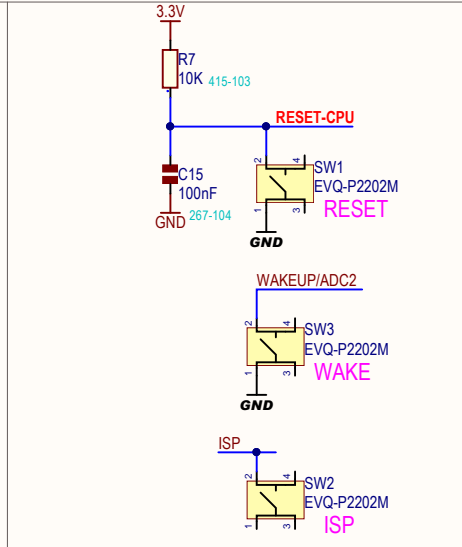 3.3V
R7
10K 415-103
RESET-CPU
2 4 SW1
C15 EVQ-P2202M
100nF 1 3 RESET
GND 267-104
GND
WAKEUP/ADC2
2 4 SW3
EVQ-P2202M
1 3 WAKE
GND
ISP
2 4 SW2
EVQ-P2202M
1 3 ISP